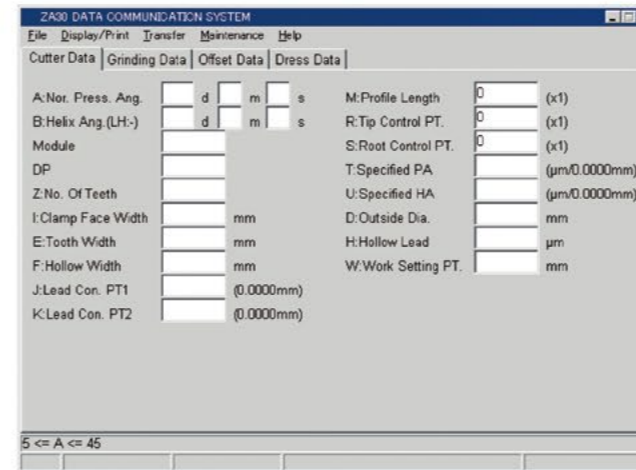 ZA30 DATA COMMUNICATION SYSTEM
File Display/Print Transfer Maintenance Help
Cutter Data Grinding Data Offset Data Dress Data
A:Nor. Press. Ang. d m s
B:Helix Ang.(LH:-) d m s
Module
DP
Z:No. Of Teeth
I:Clamp Face Width mm
E:Tooth Width mm
F:Hollow Width mm
J:Lead Con. PT1 (0.0000mm)
K:Lead Con. PT2 (0.0000mm)
M:Profile Length 0 (x1)
R:Tip Control PT. 0 (x1)
S:Root Control PT. 0 (x1)
T:Specified PA (μm/0.0000mm)
U:Specified HA (μm/0.0000mm)
D:Outside Dia. mm
H:Hollow Lead μm
W:Work Setting PT. mm
5 <= A <= 45